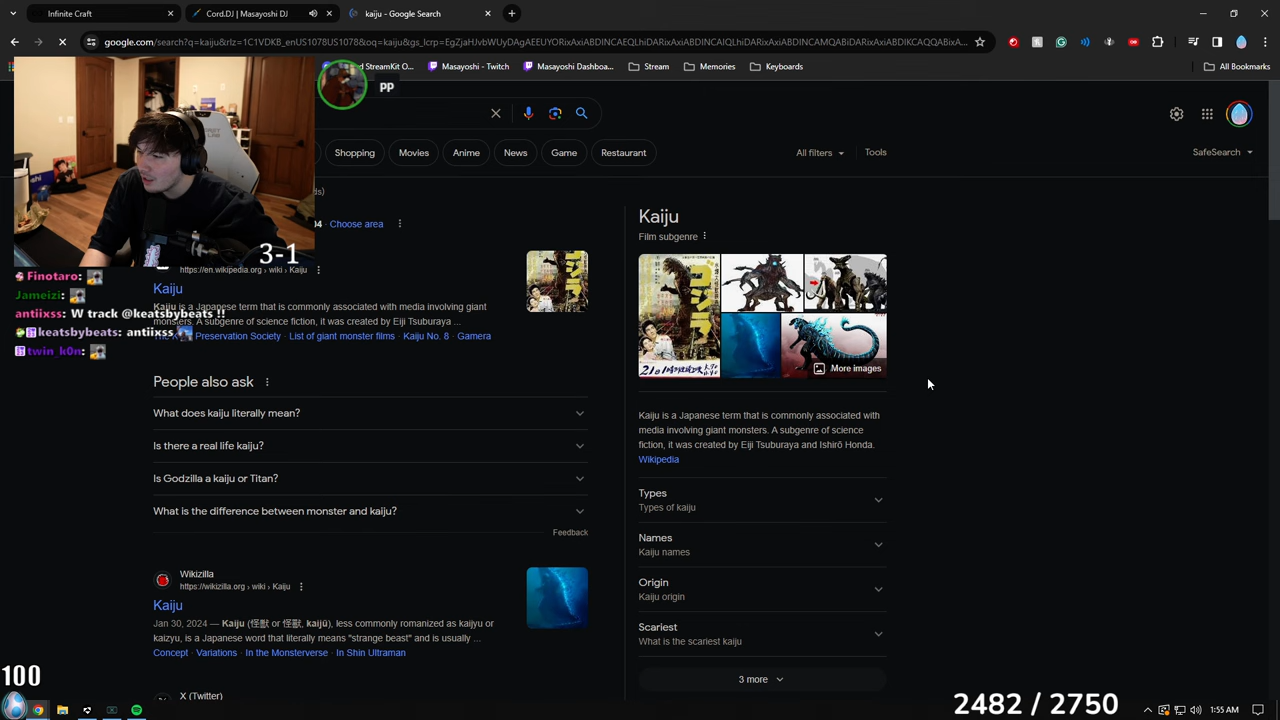 Infinite Craft
Cord.DJ | Masayoshi DJ
kaiju - Google Search
google.com/search?q=kaiju&rlz=1C1VDKB_enUS1078US1078&oq=kaiju&gs_lcrp=EgZjaHJvbWUyDAgAEEUYORixAxiABDINCAEQLhiDARixAxiABDINCAIQLhiDARixAxiABDINCAMQABiDARixAxiABDIKCAQQABixA...
StreamKit O...
Masayoshi - Twitch
Masayoshi Dashboa...
Stream
Memories
Keyboards
All Bookmarks
pp
Shopping
Movies
Anime
News
Game
Restaurant
All filters
Tools
SafeSearch
Choose area
3-1
https://en.wikipedia.org › wiki › Kaiju
Kaiju
Kaiju is a Japanese term that is commonly associated with media involving giant
monsters. A subgenre of science fiction, it was created by Eiji Tsuburaya ...
Preservation Society · List of giant monster films · Kaiju No. 8 · Gamera
Finotaro:
Jameizi:
antiixss: W track @keatsbybeats !!
keatsbybeats: antiixss
twin_k0n:
People also ask
What does kaiju literally mean?
Is there a real life kaiju?
Is Godzilla a kaiju or Titan?
What is the difference between monster and kaiju?
Feedback
Wikizilla
https://wikizilla.org › wiki › Kaiju
Kaiju
Jan 30, 2024 — Kaiju (怪獣 or 怪獸, kaijū), less commonly romanized as kaijyu or
kaizyu, is a Japanese word that literally means "strange beast" and is usually ...
Concept · Variations · In the Monsterverse · In Shin Ultraman
X (Twitter)
Kaiju
Film subgenre
ゴジラ
More images
Kaiju is a Japanese term that is commonly associated with
media involving giant monsters. A subgenre of science
fiction, it was created by Eiji Tsuburaya and Ishirō Honda.
Wikipedia
Types
Types of kaiju
Names
Kaiju names
Origin
Kaiju origin
Scariest
What is the scariest kaiju
3 more
100
2482 / 2750
1:55 AM